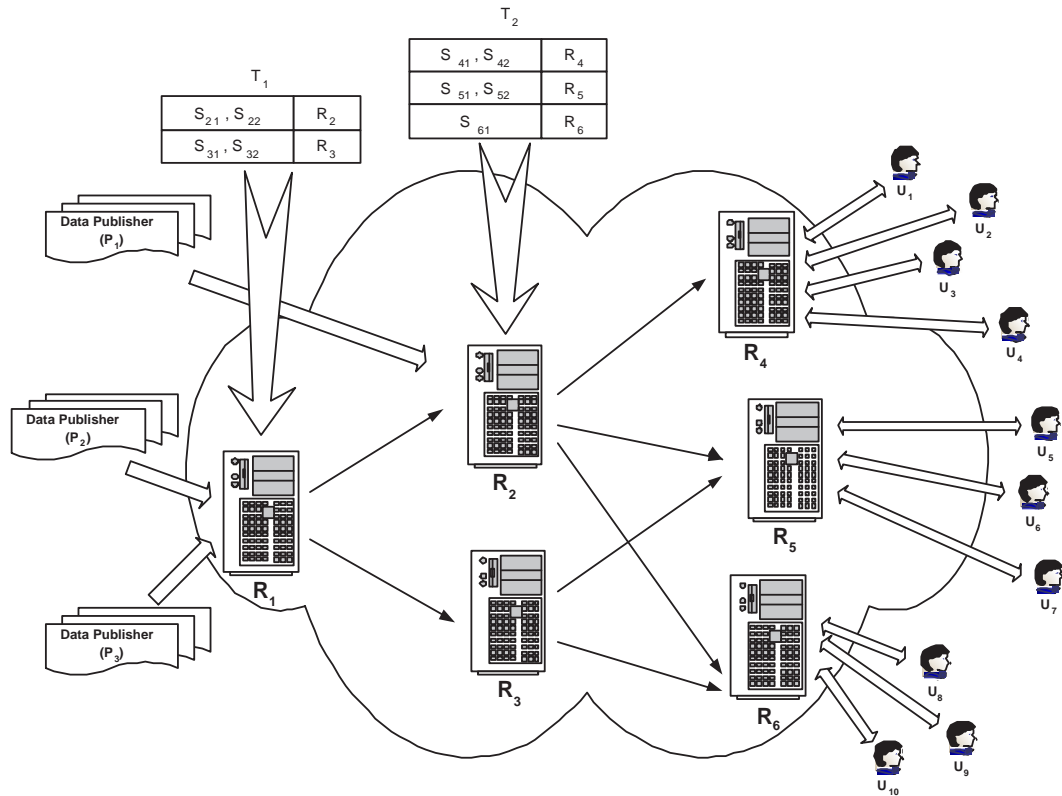 T2
S41, S42 R4
S51, S52 R5
S61 R6
T1
S21, S22 R2
S31, S32 R3
Data Publisher
(P1)
Data Publisher
(P2)
Data Publisher
(P3)
R1
R2
R3
R4
R5
R6
U1
U2
U3
U4
U5
U6
U7
U8
U9
U10